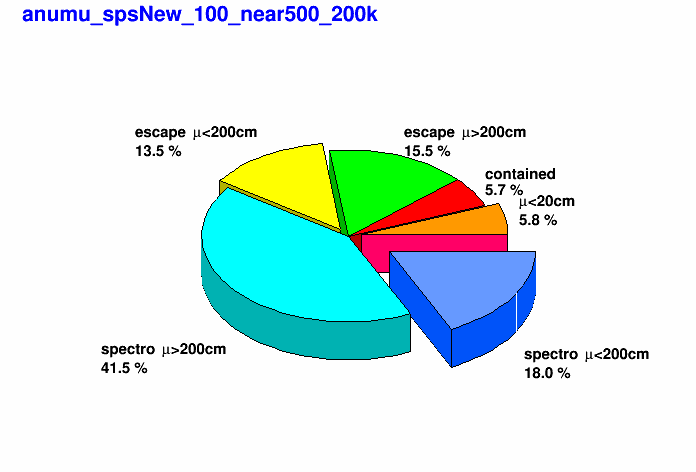 anumu_spsNew_100_near500_200k
escape μ<200cm
13.5 %
escape μ>200cm
15.5 %
contained
5.7 %
μ<20cm
5.8 %
spectro μ>200cm
41.5 %
spectro μ<200cm
18.0 %